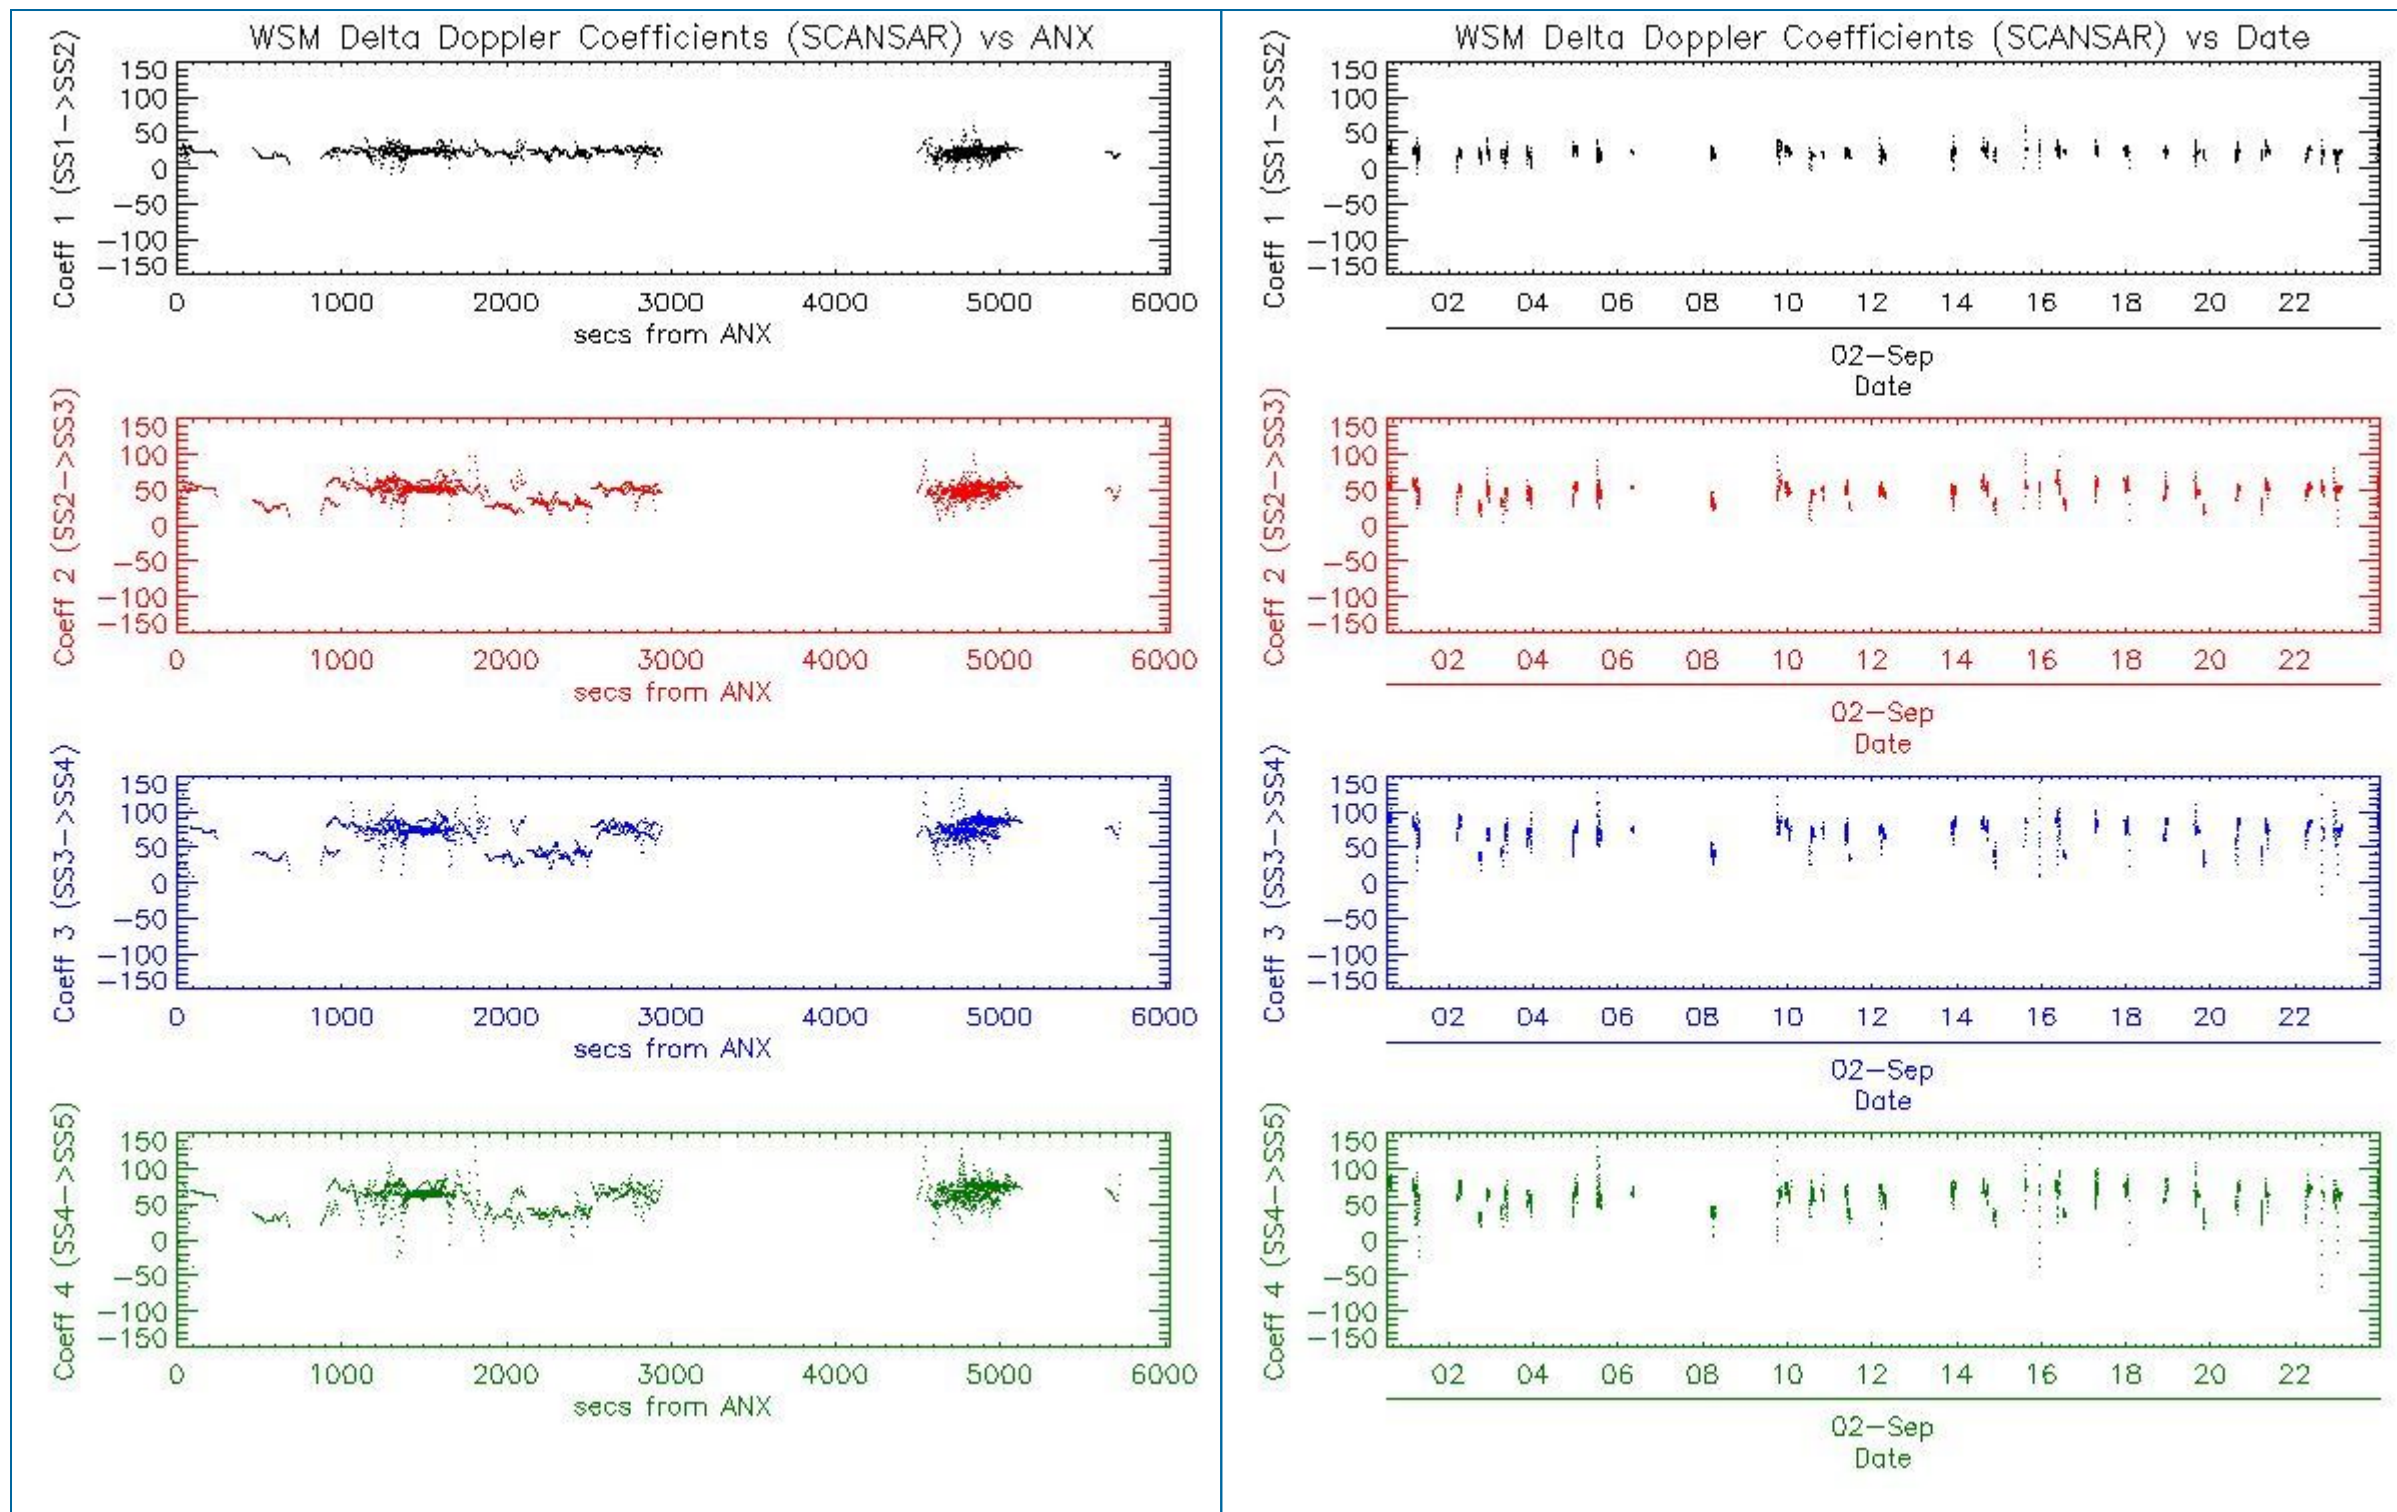 WSM Delta Doppler Coefficients (SCANSAR) vs ANX
Coeff 1 (SS1->SS2)
150
100
50
0
-50
-100
-150
0 1000 2000 3000 4000 5000 6000
secs from ANX
Coeff 2 (SS2->SS3)
150
100
50
0
-50
-100
-150
0 1000 2000 3000 4000 5000 6000
secs from ANX
Coeff 3 (SS3->SS4)
150
100
50
0
-50
-100
-150
0 1000 2000 3000 4000 5000 6000
secs from ANX
Coeff 4 (SS4->SS5)
150
100
50
0
-50
-100
-150
0 1000 2000 3000 4000 5000 6000
secs from ANX
WSM Delta Doppler Coefficients (SCANSAR) vs Date
Coeff 1 (SS1->SS2)
150
100
50
0
-50
-100
-150
02 04 06 08 10 12 14 16 18 20 22
02-Sep
Date
Coeff 2 (SS2->SS3)
150
100
50
0
-50
-100
-150
02 04 06 08 10 12 14 16 18 20 22
02-Sep
Date
Coeff 3 (SS3->SS4)
150
100
50
0
-50
-100
-150
02 04 06 08 10 12 14 16 18 20 22
02-Sep
Date
Coeff 4 (SS4->SS5)
150
100
50
0
-50
-100
-150
02 04 06 08 10 12 14 16 18 20 22
02-Sep
Date